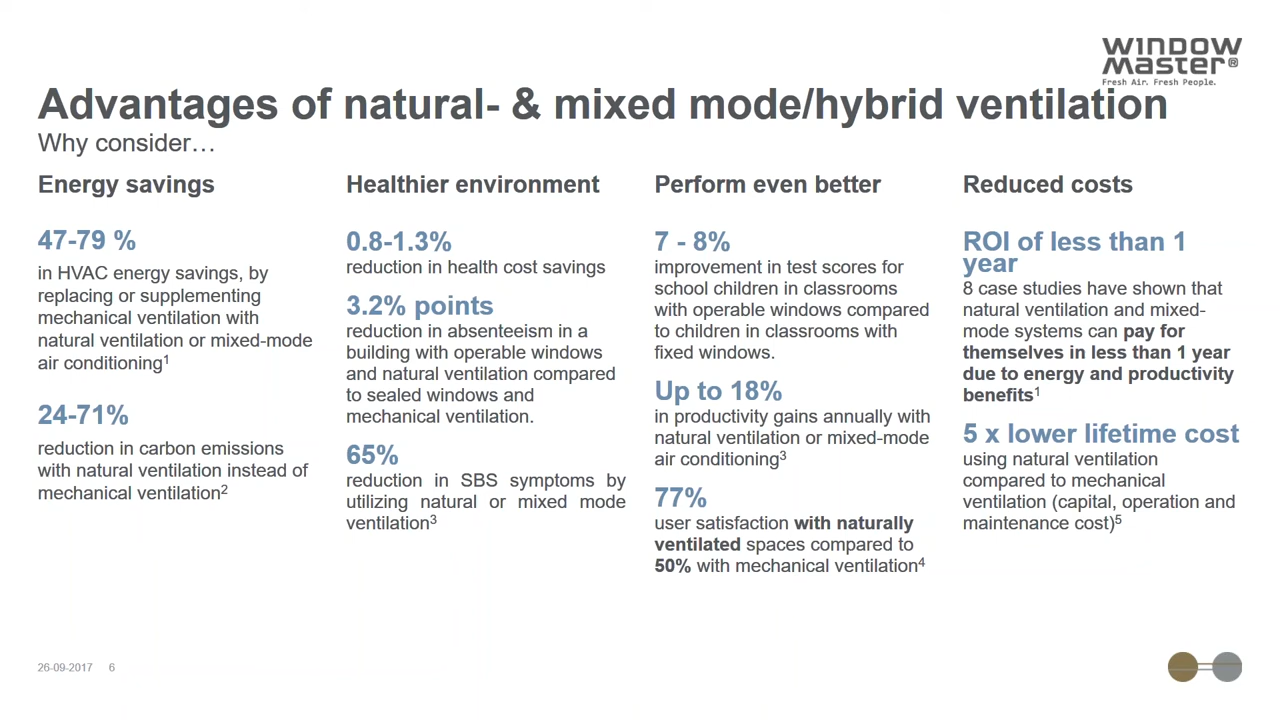 WINDOW
MASTER®
Fresh Air. Fresh People.
Advantages of natural- & mixed mode/hybrid ventilation
Why consider…
Energy savings
47-79 %
in HVAC energy savings, by
replacing or supplementing
mechanical ventilation with
natural ventilation or mixed-mode
air conditioning¹
24-71%
reduction in carbon emissions
with natural ventilation instead of
mechanical ventilation²
Healthier environment
0.8-1.3%
reduction in health cost savings
3.2% points
reduction in absenteeism in a
building with operable windows
and natural ventilation compared
to sealed windows and
mechanical ventilation.
65%
reduction in SBS symptoms by
utilizing natural or mixed mode
ventilation³
Perform even better
7 - 8%
improvement in test scores for
school children in classrooms
with operable windows compared
to children in classrooms with
fixed windows.
Up to 18%
in productivity gains annually with
natural ventilation or mixed-mode
air conditioning³
77%
user satisfaction with naturally
ventilated spaces compared to
50% with mechanical ventilation⁴
Reduced costs
ROI of less than 1
year
8 case studies have shown that
natural ventilation and mixed-
mode systems can pay for
themselves in less than 1 year
due to energy and productivity
benefits¹
5 x lower lifetime cost
using natural ventilation
compared to mechanical
ventilation (capital, operation and
maintenance cost)⁵
26-09-2017 6